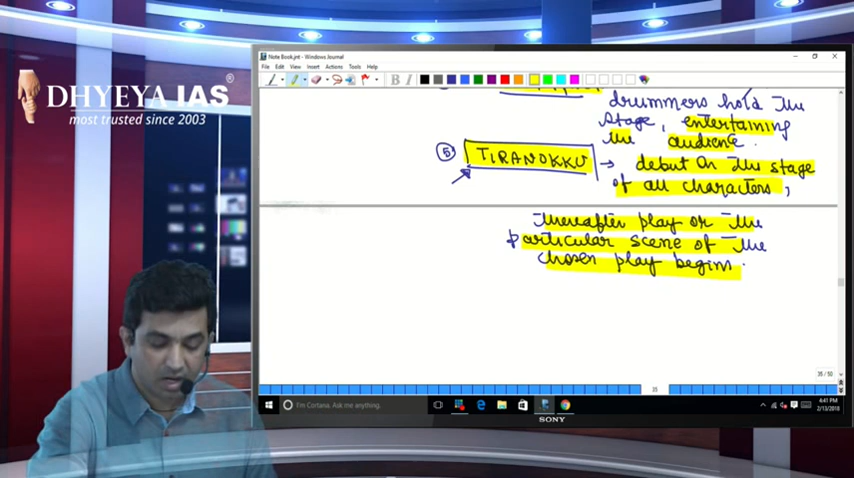 DHYEYA IAS®
most trusted since 2003
Note Book.jnt - Windows Journal
File Edit View Insert Actions Tools Help
drummers hold the
stage, entertaining
the audience.
⑤ TIRANOKKU → debut on the stage
of all characters,
thereafter play or the
particular scene of the
chosen play begins.
35 / 50
35
I'm Cortana. Ask me anything.
4:41 PM
2/13/2018
SONY